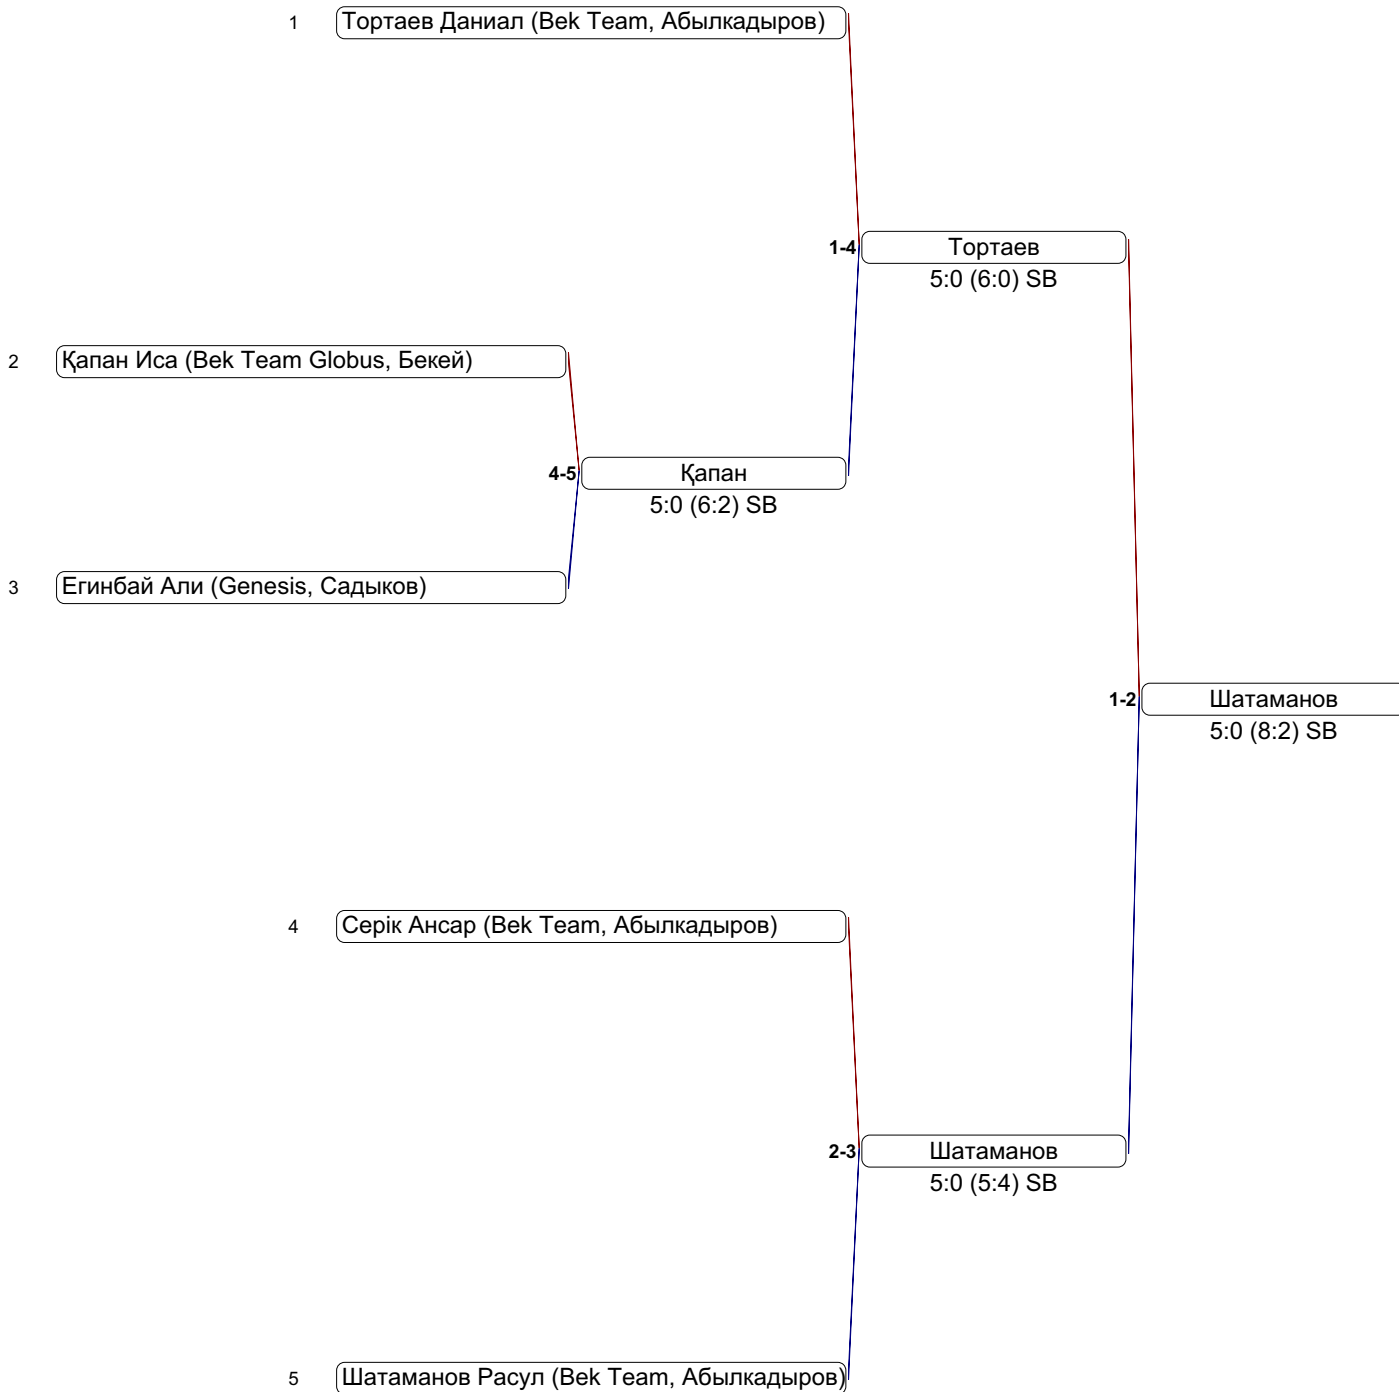 1 Тортаев Даниал (Bek Team, Абылкадыров)
1-4 Тортаев
5:0 (6:0) SB
2 Қапан Иса (Bek Team Globus, Бекей)
4-5 Қапан
5:0 (6:2) SB
3 Егинбай Али (Genesis, Садыков)
1-2 Шатаманов
5:0 (8:2) SB
4 Серік Ансар (Bek Team, Абылкадыров)
2-3 Шатаманов
5:0 (5:4) SB
5 Шатаманов Расул (Bek Team, Абылкадыров)